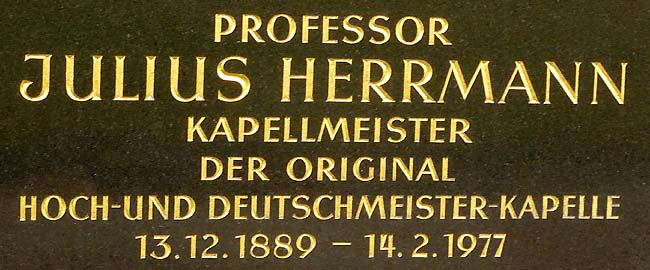 PROFESSOR
JULIUS HERRMANN
KAPELLMEISTER
DER ORIGINAL
HOCH-UND DEUTSCHMEISTER-KAPELLE
13.12.1889 – 14.2.1977